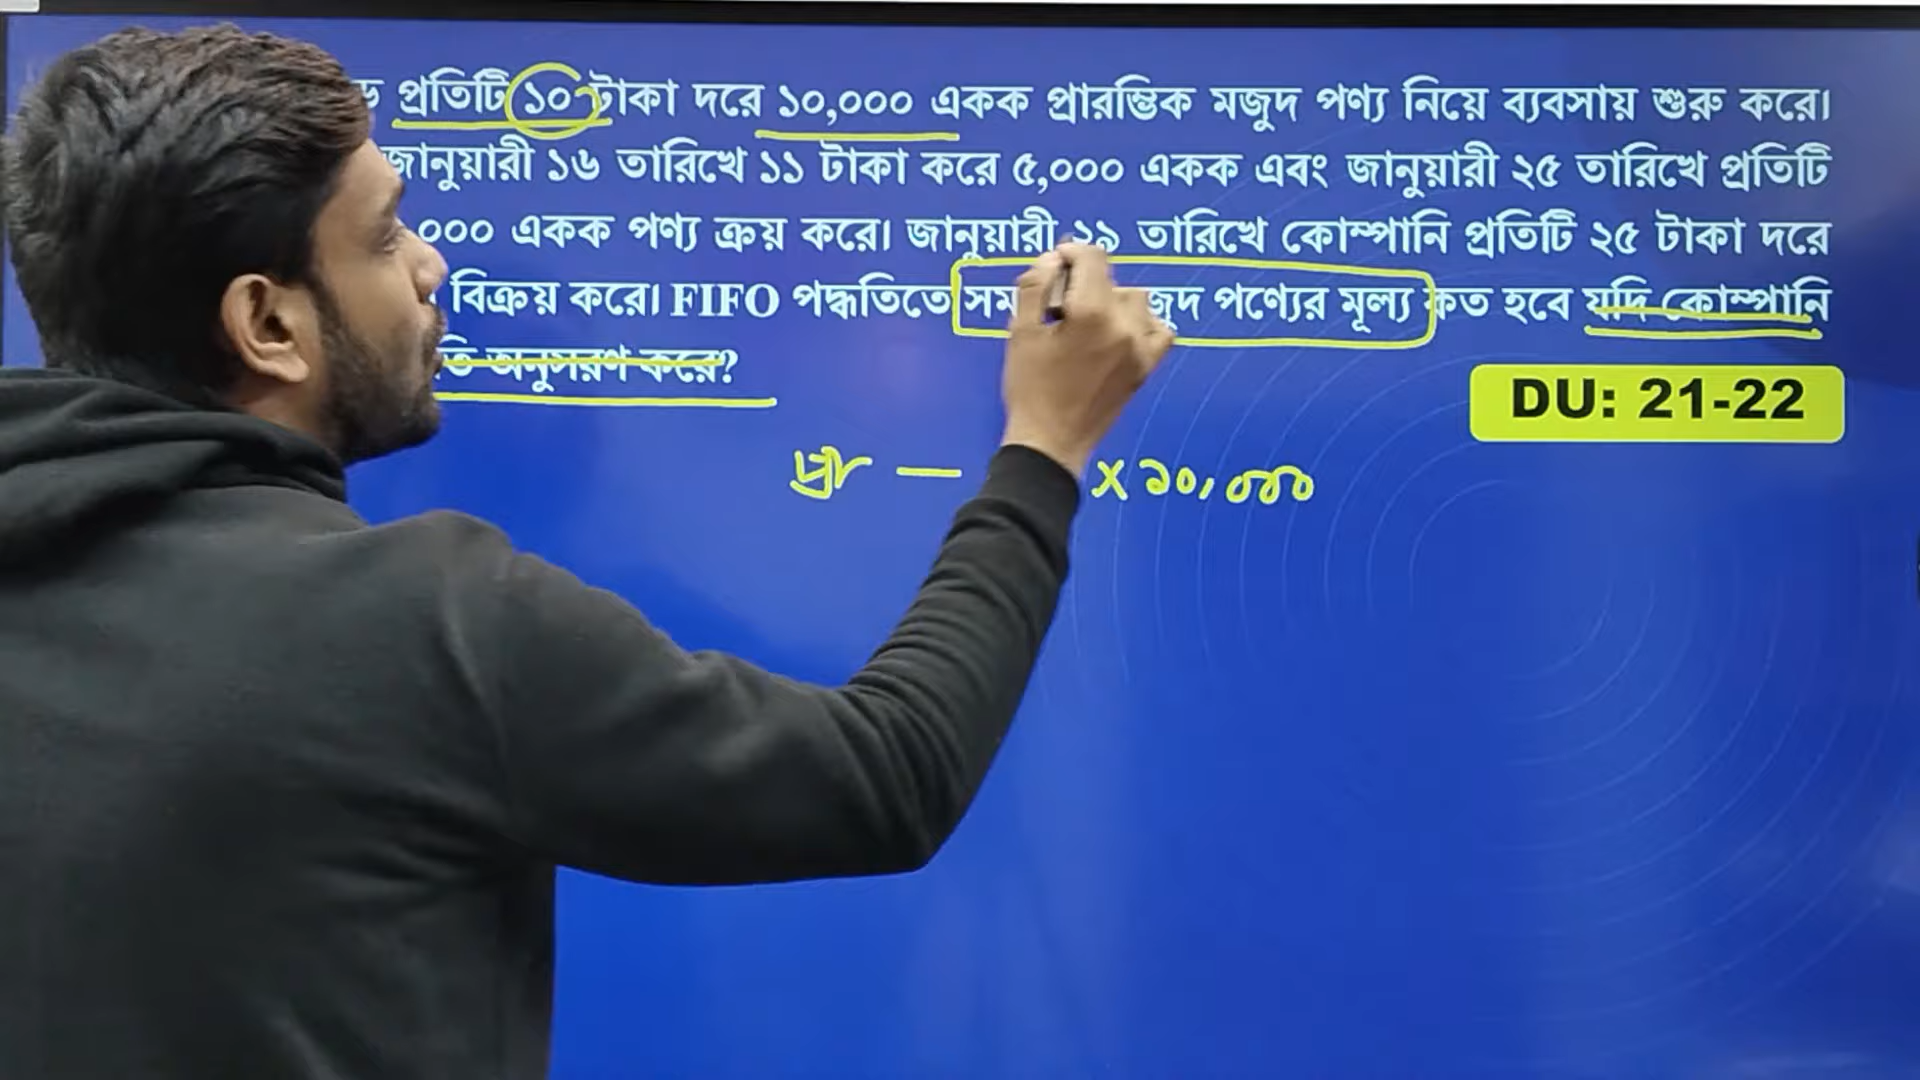 প্রতিটি ১০ টাকা দরে ১০,০০০ একক প্রারম্ভিক মজুদ পণ্য নিয়ে ব্যবসায় শুরু করে।
জানুয়ারী ১৬ তারিখে ১১ টাকা করে ৫,০০০ একক এবং জানুয়ারী ২৫ তারিখে প্রতিটি
০০০ একক পণ্য ক্রয় করে। জানুয়ারী ২৯ তারিখে কোম্পানি প্রতিটি ২৫ টাকা দরে
বিক্রয় করে। FIFO পদ্ধতিতে পণ্যের মূল্য কত হবে যদি কোম্পানি
অনুসরণ করে?
DU: 21-22
প্রা — × ১০,০০০